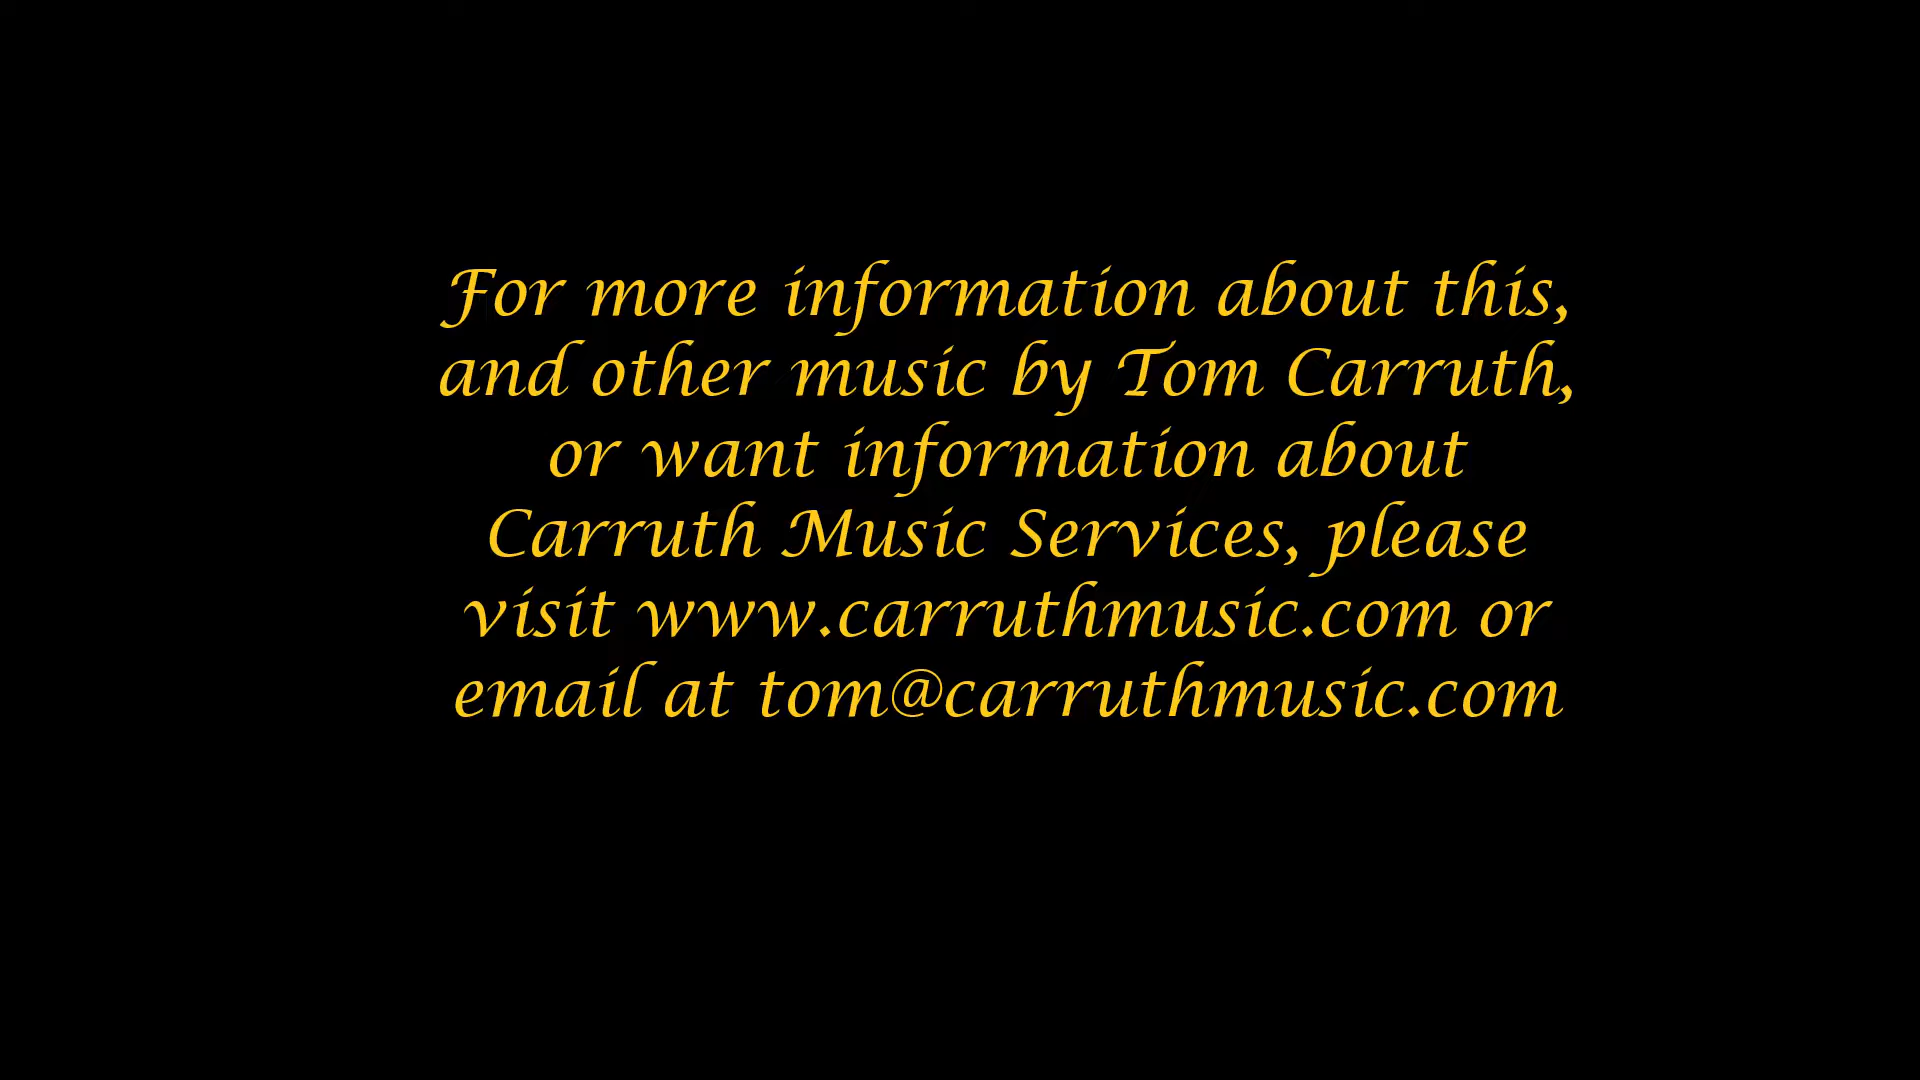 For more information about this,
and other music by Tom Carruth,
or want information about
Carruth Music Services, please
visit www.carruthmusic.com or
email at tom@carruthmusic.com